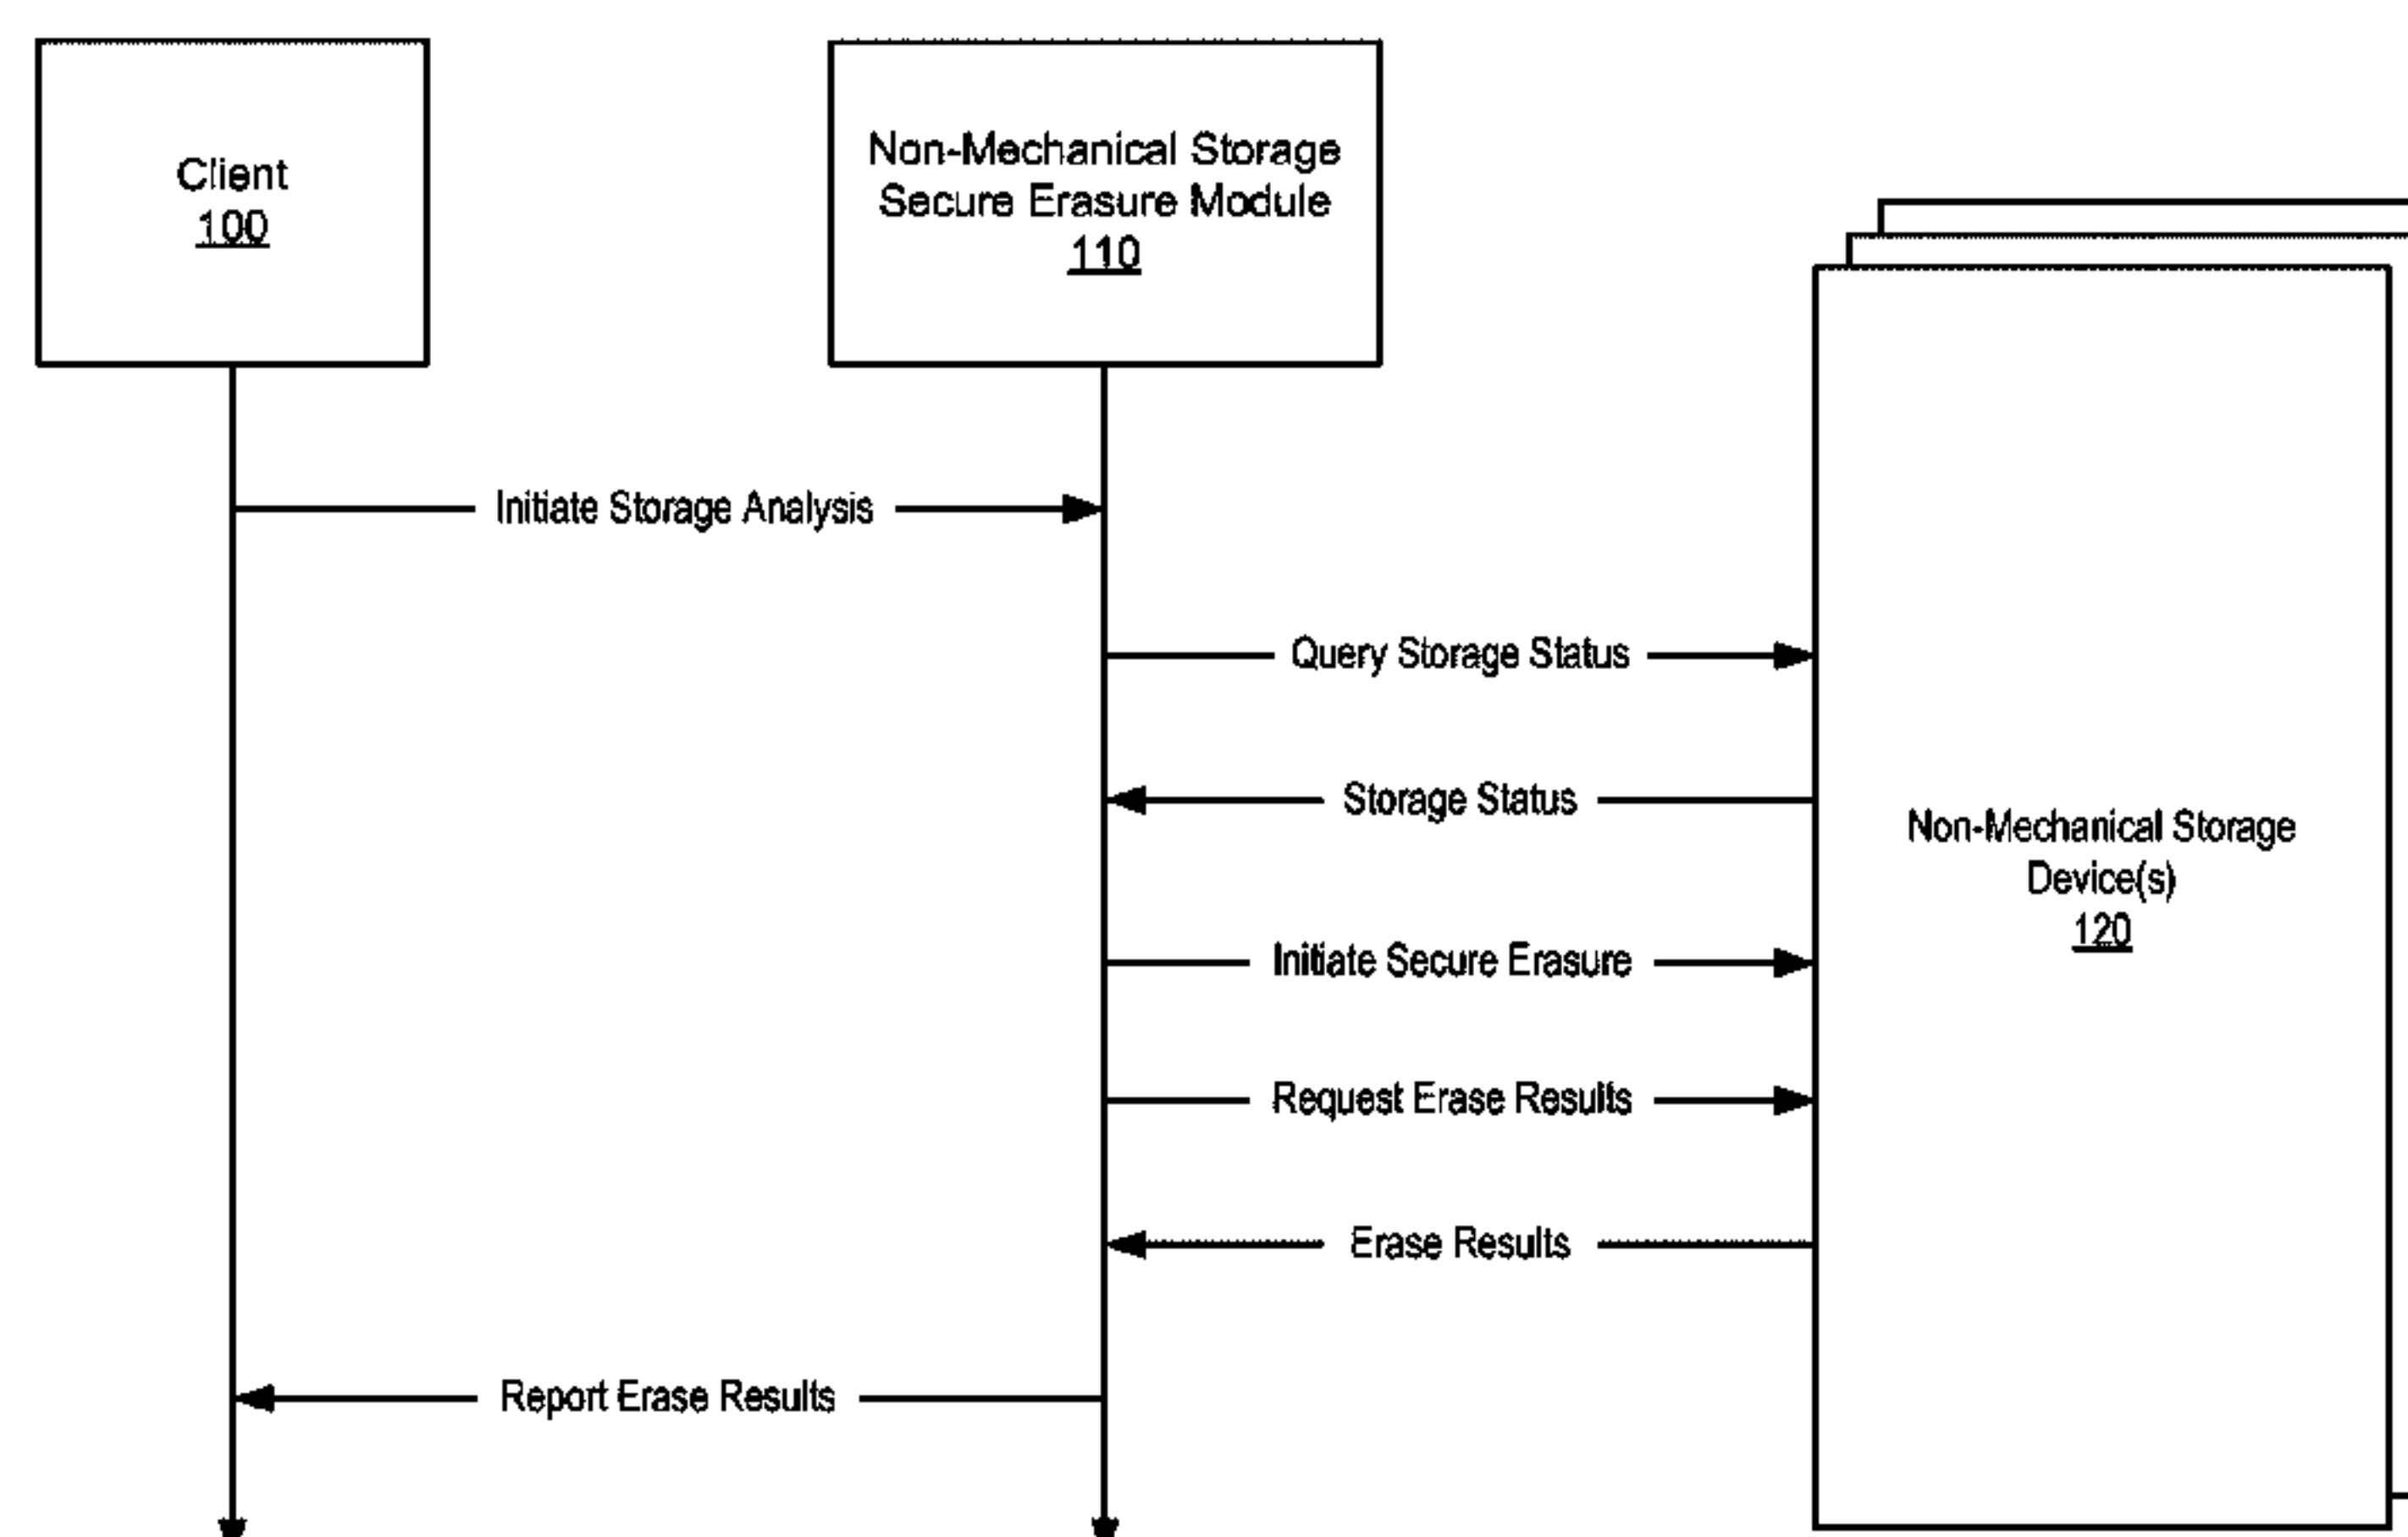 Client
100
Non-Mechanical Storage
Secure Erasure Module
110
Initiate Storage Analysis
Query Storage Status
Storage Status
Non-Mechanical Storage
Device(s)
120
Initiate Secure Erasure
Request Erase Results
Erase Results
Report Erase Results